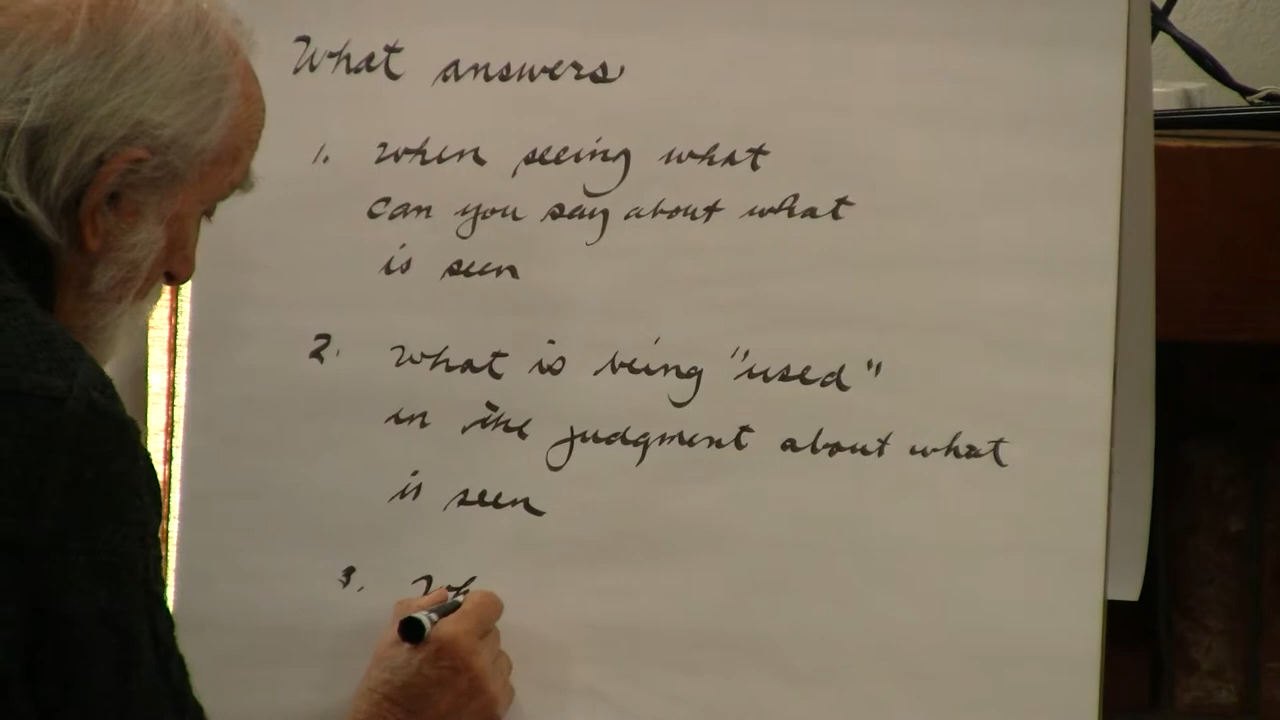 What answers
1. when seeing what
can you say about what
is seen
2. What is being "used"
in the judgment about what
is seen
3. Wh